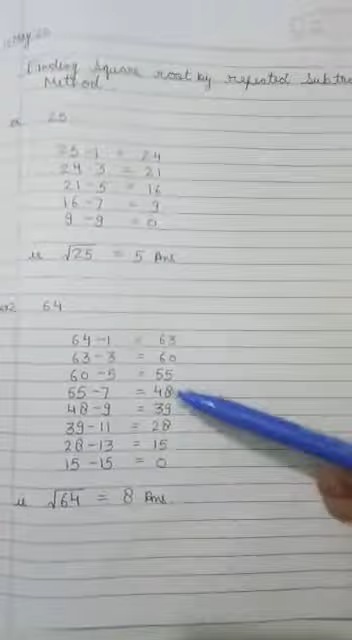 Finding square root by repeated Subtra
Method
25
25 - 1 = 24
24 - 3 = 21
21 - 5 = 16
16 - 7 = 9
9 - 9 = 0
√25 = 5 Ans
64
64 - 1 = 63
63 - 3 = 60
60 - 5 = 55
55 - 7 = 48
48 - 9 = 39
39 - 11 = 28
28 - 13 = 15
15 - 15 = 0
√64 = 8 Ans